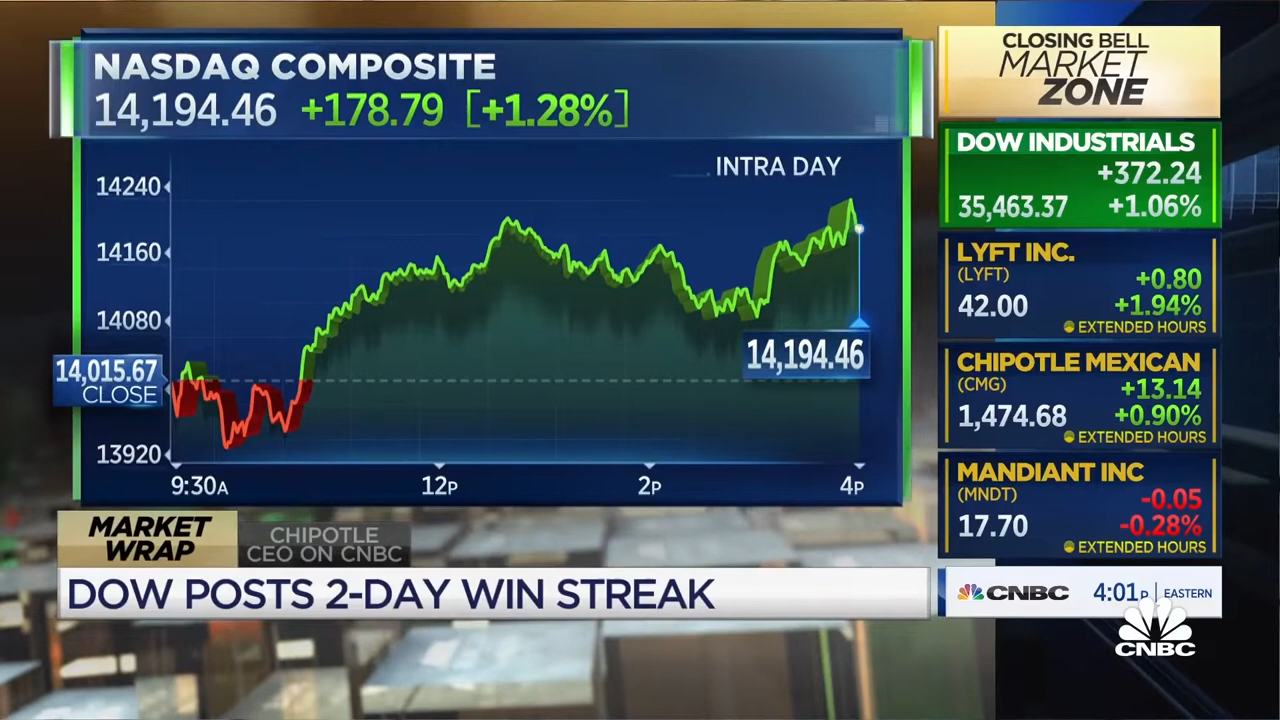 NASDAQ COMPOSITE
14,194.46 +178.79 [+1.28%]
INTRA DAY
14240
14160
14080
14,015.67
CLOSE
13920
14,194.46
9:30A 12P 2P 4P
MARKET
WRAP
CHIPOTLE
CEO ON CNBC
DOW POSTS 2-DAY WIN STREAK
CLOSING BELL
MARKET
ZONE
DOW INDUSTRIALS
+372.24
35,463.37 +1.06%
LYFT INC.
(LYFT) +0.80
42.00 +1.94%
EXTENDED HOURS
CHIPOTLE MEXICAN
(CMG) +13.14
1,474.68 +0.90%
EXTENDED HOURS
MANDIANT INC
(MNDT) -0.05
17.70 -0.28%
EXTENDED HOURS
CNBC 4:01P | EASTERN
CNBC